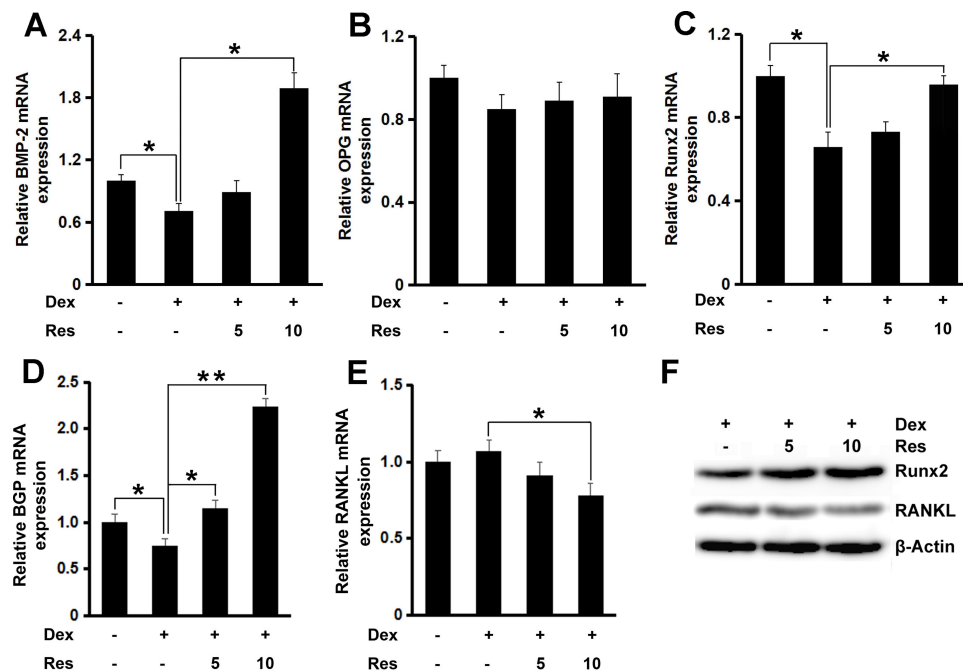 A
Relative BMP-2 mRNA
expression
2.4
1.8
1.2
0.6
0
*
*
Dex - + + +
Res - - 5 10
B
Relative OPG mRNA
expression
1.2
0.8
0.4
0
Dex - + + +
Res - - 5 10
C
Relative Runx2 mRNA
expression
1.2
0.8
0.4
0
*
*
Dex - + + +
Res - - 5 10
D
Relative BGP mRNA
expression
2.5
2.0
1.5
1.0
0.5
0
*
*
**
Dex - + + +
Res - - 5 10
E
Relative RANKL mRNA
expression
1.5
1.0
0.5
0
*
Dex - + + +
Res - - 5 10
F
+ + + Dex
- 5 10 Res
Runx2
RANKL
β-Actin